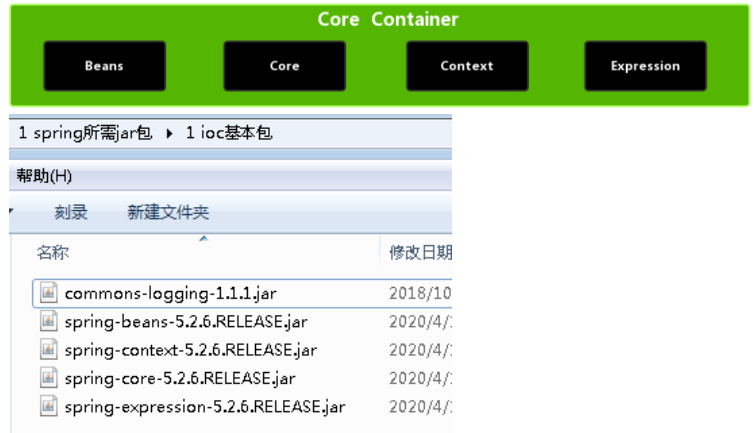 Core Container
Beans Core Context Expression
1 spring所需jar包 ▸ 1 ioc基本包
帮助(H)
刻录 新建文件夹
名称 修改日期
commons-logging-1.1.1.jar 2018/10
spring-beans-5.2.6.RELEASE.jar 2020/4/
spring-context-5.2.6.RELEASE.jar 2020/4/
spring-core-5.2.6.RELEASE.jar 2020/4/
spring-expression-5.2.6.RELEASE.jar 2020/4/